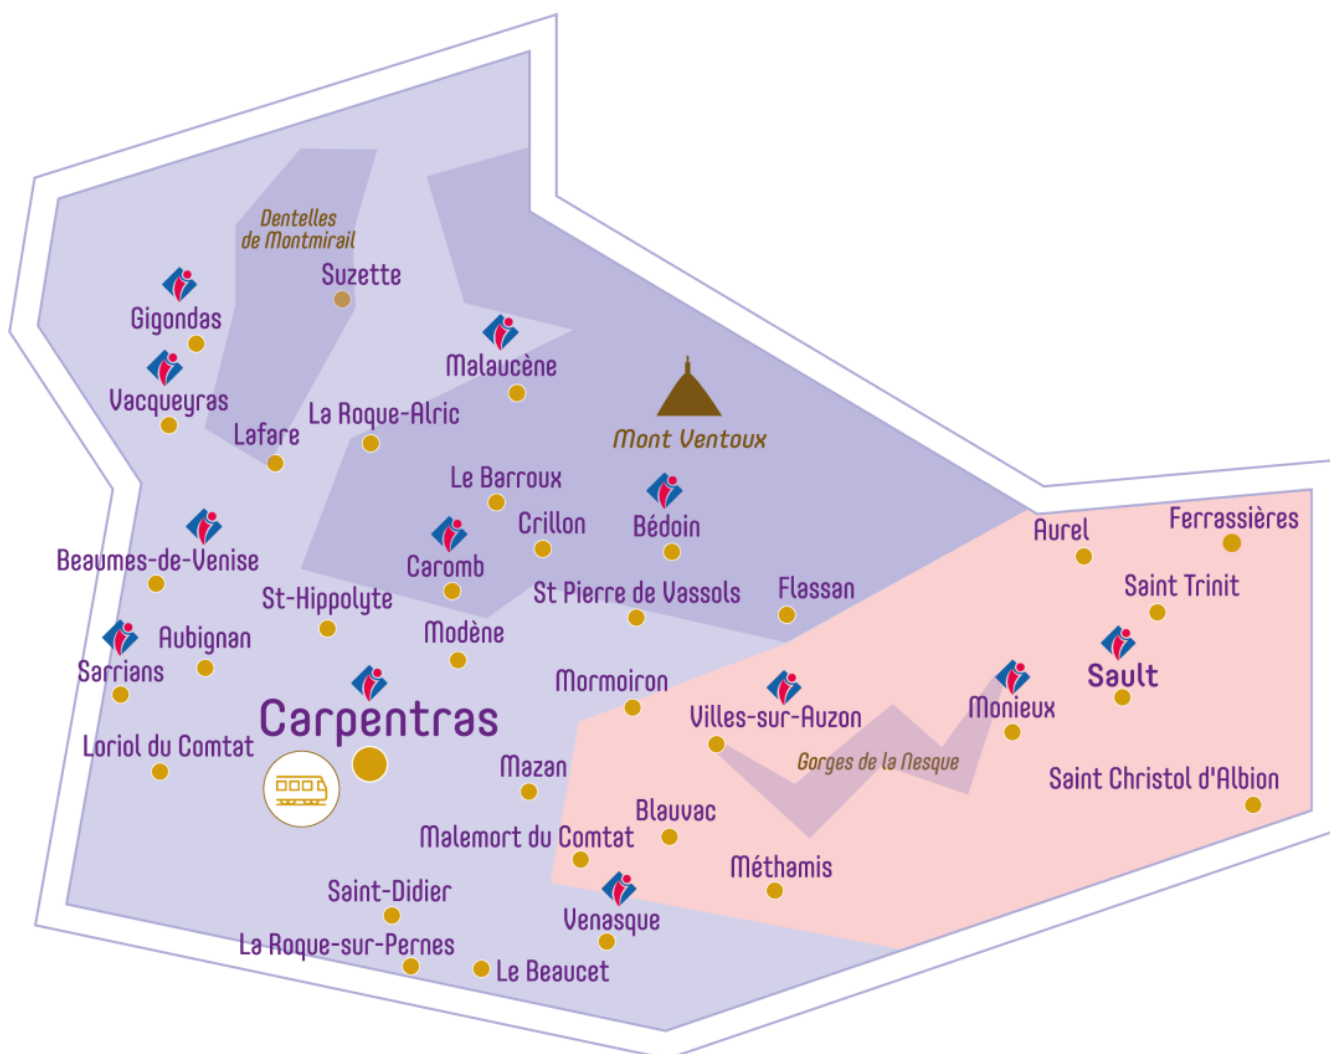 Dentelles
de Montmirail
Suzette
Gigondas
Malaucène
Vacqueyras
La Roque-Alric
Lafare
Mont Ventoux
Le Barroux
Crillon
Bédoin
Aurel
Ferrassières
Beaumes-de-Venise
Caromb
St-Hippolyte
St Pierre de Vassols
Flassan
Saint Trinit
Aubignan
Modène
Sarrians
Mormoiron
Sault
Carpentras
Villes-sur-Auzon
Monieux
Loriol du Comtat
Mazan
Gorges de la Nesque
Saint Christol d'Albion
Blauvac
Malemort du Comtat
Méthamis
Saint-Didier
Venasque
La Roque-sur-Pernes
Le Beaucet